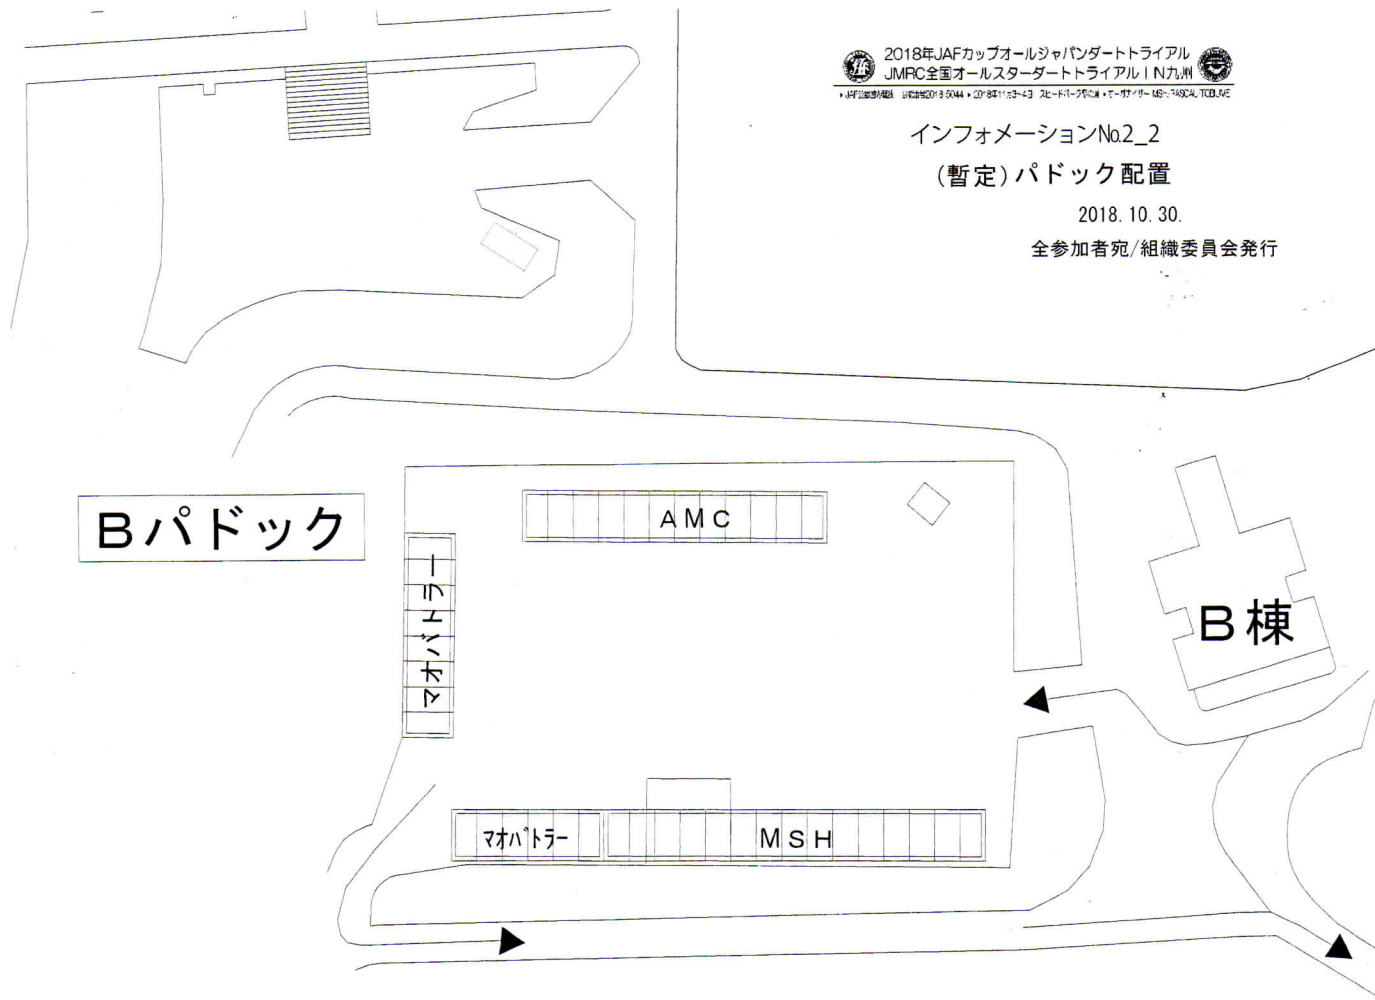 2018年JAFカップオールジャパンダートトライアル
JMRC全国オールスターダートトライアルIN九州
インフォメーションNo.2_2
(暫定)パドック配置
2018.10.30.
全参加者宛/組織委員会発行
Bパドック
AMC
マオバトラー
B棟
マオバトラー
MSH